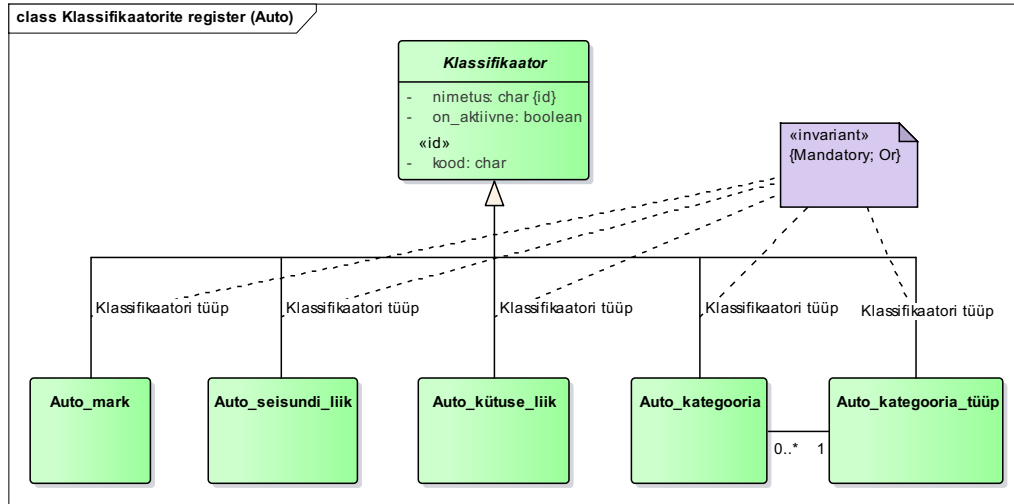 class Klassifikaatorite register (Auto)
Klassifikaator
- nimetus: char {id}
- on_aktiivne: boolean
«id»
- kood: char
«invariant»
{Mandatory; Or}
Klassifikaatori tüüp
Klassifikaatori tüüp
Klassifikaatori tüüp
Klassifikaatori tüüp
Klassifikaatori tüüp
Auto_mark
Auto_seisundi_liik
Auto_kütuse_liik
Auto_kategooria
Auto_kategooria_tüüp
0..* 1